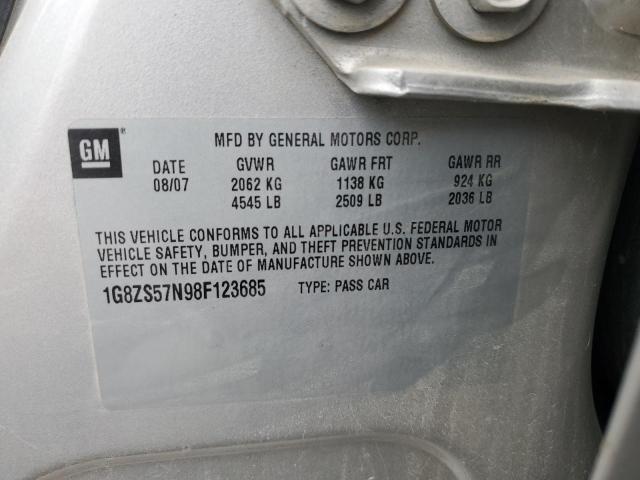 GM ® MFD BY GENERAL MOTORS CORP.
DATE GVWR GAWR FRT GAWR RR
08/07 2062 KG 1138 KG 924 KG
4545 LB 2509 LB 2036 LB
THIS VEHICLE CONFORMS TO ALL APPLICABLE U.S. FEDERAL MOTOR
VEHICLE SAFETY, BUMPER, AND THEFT PREVENTION STANDARDS IN
EFFECT ON THE DATE OF MANUFACTURE SHOWN ABOVE.
1G8ZS57N98F123685 TYPE: PASS CAR